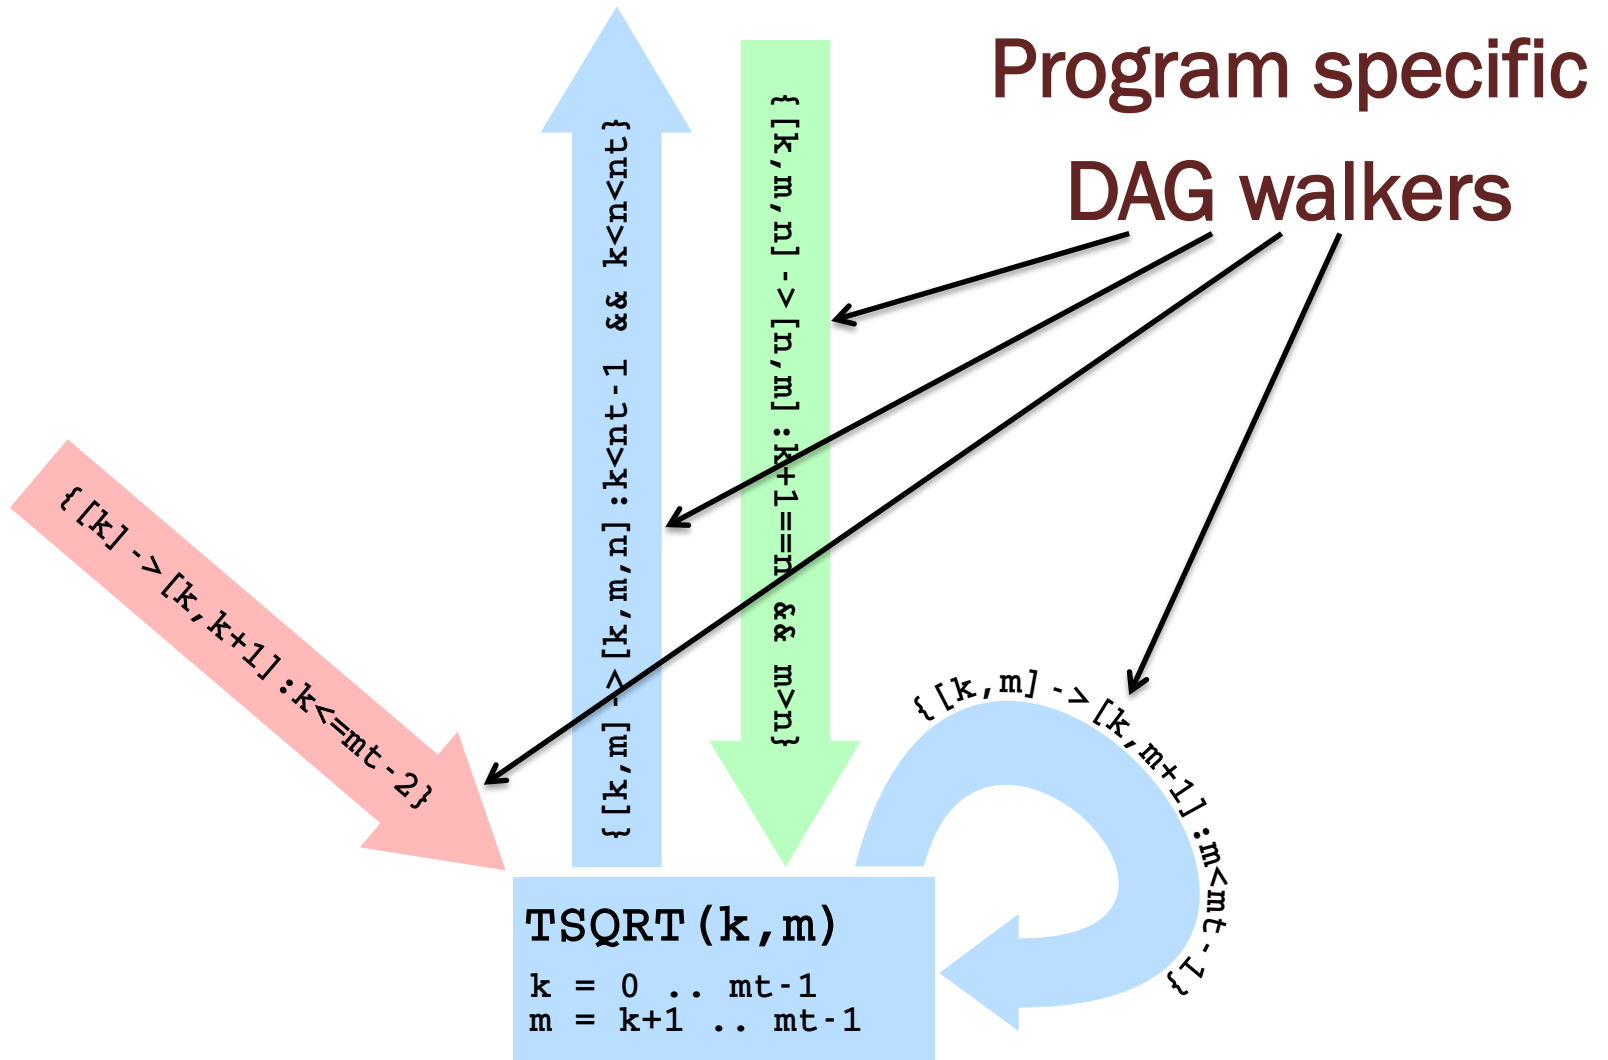 Program specific
DAG walkers
{[k]->[k,k+1]:k<=mt-2}
{[k,m]->[k,m,n]:k<nt-1 && k<n<nt}
{[k,m,n]->[n,m]:k+1==n && m>n}
{[k,m]->[k,m+1]:m<mt-1}
TSQRT(k,m)
k = 0 .. mt-1
m = k+1 .. mt-1